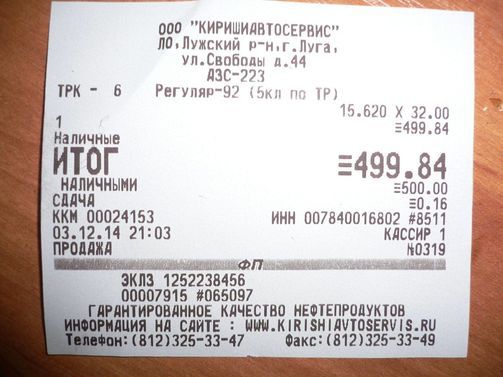 ООО "КИРИШИАВТОСЕРВИС"
ЛО,Лужский р-н,г.Луга,
ул.Свободы д.44
АЗС-223
ТРК - 6 Регуляр-92 (5кл по ТР)
15.620 X 32.00
1 ≡499.84
Наличные
ИТОГ ≡499.84
НАЛИЧНЫМИ ≡500.00
СДАЧА ≡0.16
ККМ 00024153 ИНН 007840016802 #8511
03.12.14 21:03 КАССИР 1
ПРОДАЖА №0319
ФП
ЭКЛЗ 1252238456
00007915 #065097
ГАРАНТИРОВАННОЕ КАЧЕСТВО НЕФТЕПРОДУКТОВ
ИНФОРМАЦИЯ НА САЙТЕ : WWW.KIRISHIAVTOSERVIS.RU
Телефон:(812)325-33-47 Факс:(812)325-33-49